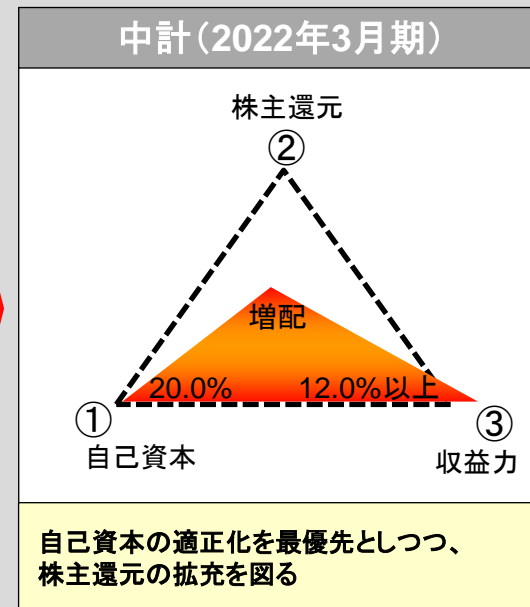 中計（2022年3月期）
株主還元
②
増配
20.0%
12.0%以上
①
自己資本
③
収益力
自己資本の適正化を最優先としつつ、
株主還元の拡充を図る